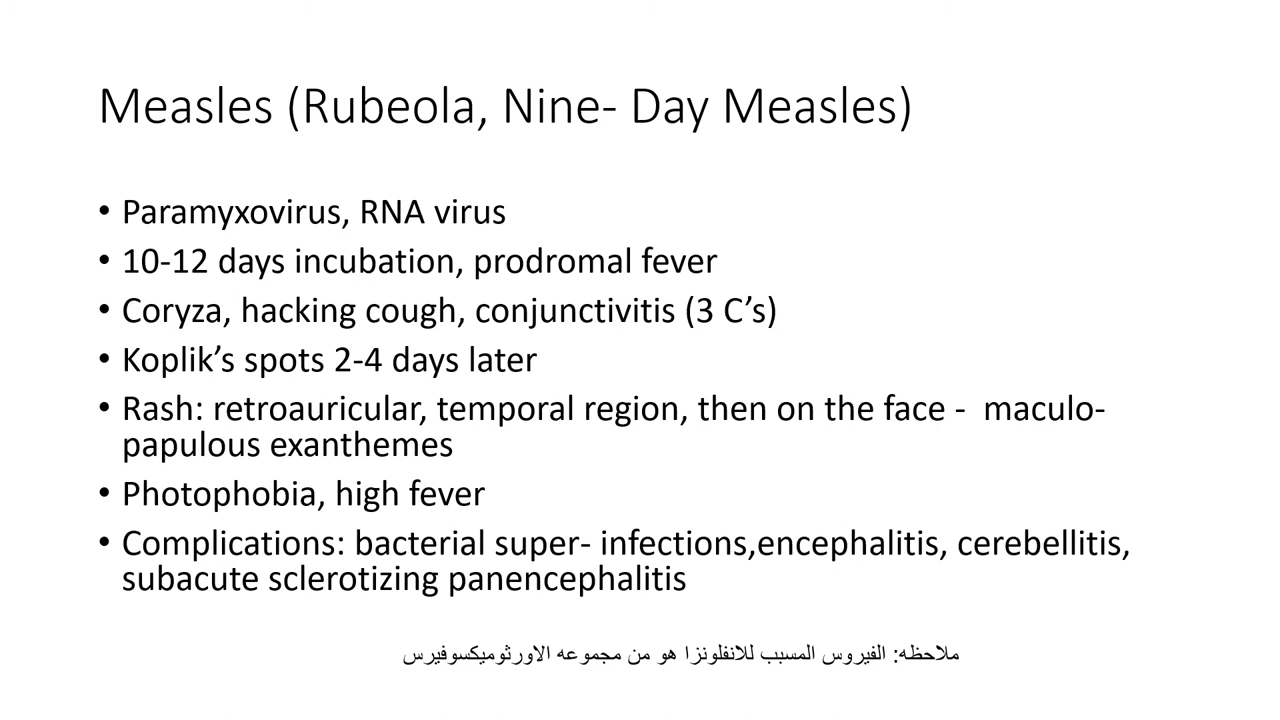 Measles (Rubeola, Nine- Day Measles)
• Paramyxovirus, RNA virus
• 10-12 days incubation, prodromal fever
• Coryza, hacking cough, conjunctivitis (3 C’s)
• Koplik’s spots 2-4 days later
• Rash: retroauricular, temporal region, then on the face -  maculo-
papulous exanthemes
• Photophobia, high fever
• Complications: bacterial super- infections,encephalitis, cerebellitis,
subacute sclerotizing panencephalitis
ملاحظه: الفيروس المسبب للانفلونزا هو من مجموعه الاورثوميكسوفيرس